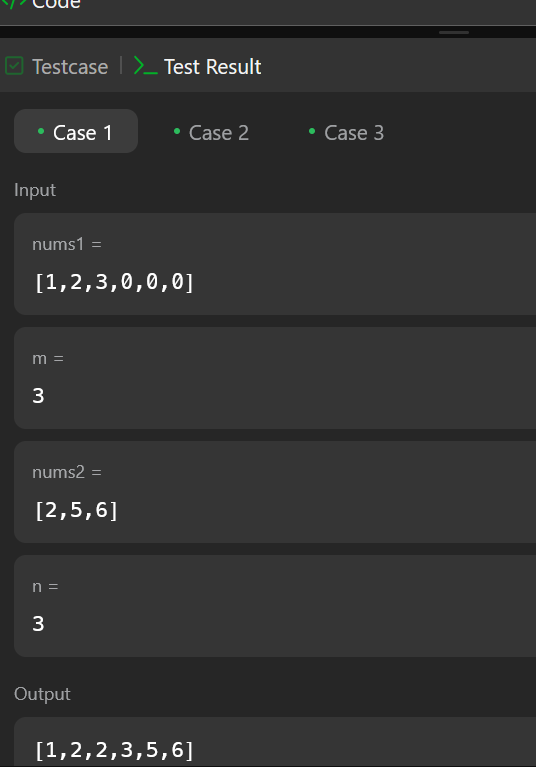 </> Code
Testcase | >_ Test Result
• Case 1 • Case 2 • Case 3
Input
nums1 =
[1,2,3,0,0,0]
m =
3
nums2 =
[2,5,6]
n =
3
Output
[1,2,2,3,5,6]